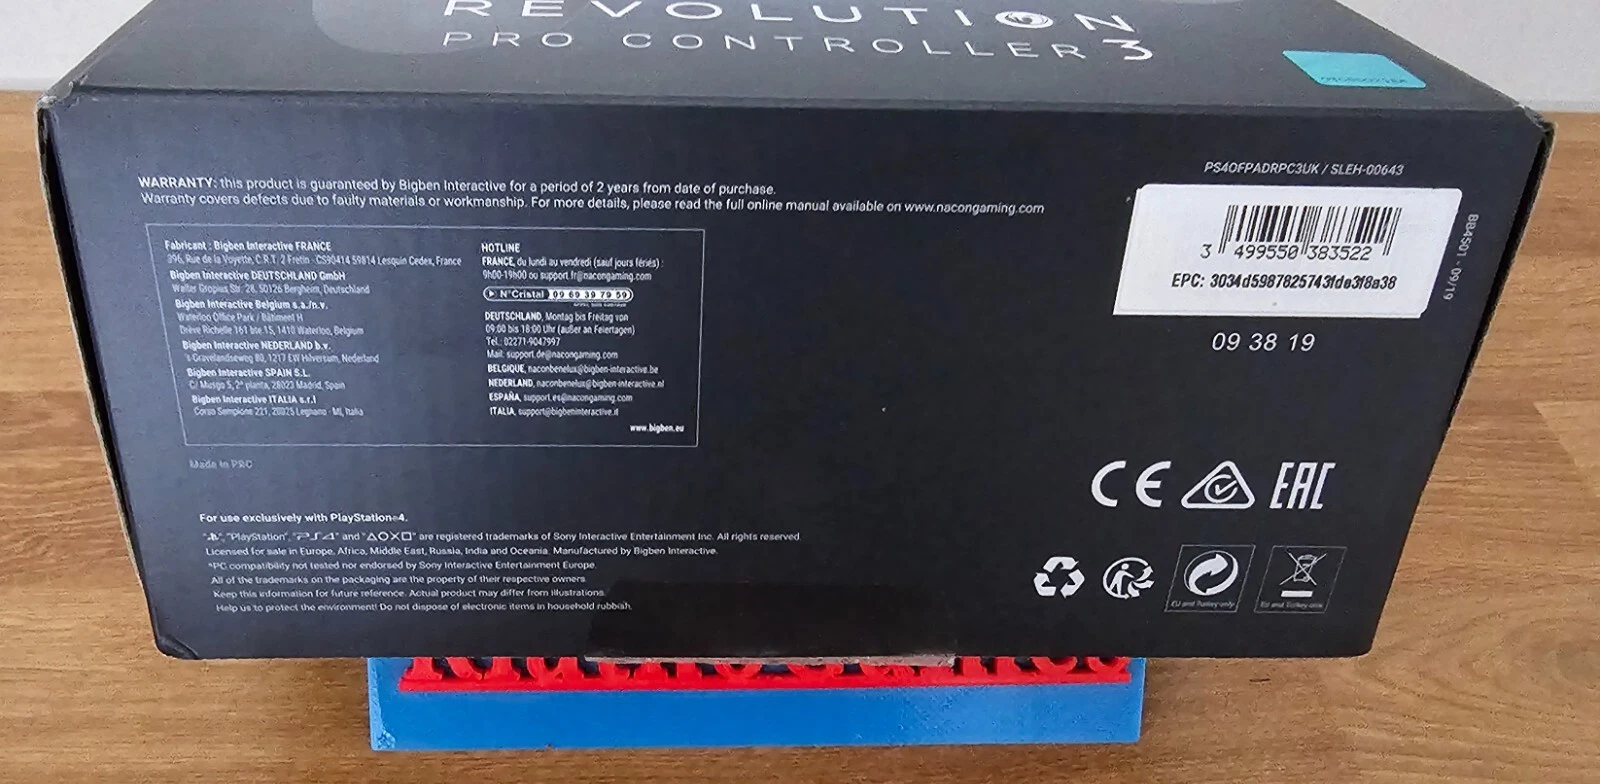 REVOLUTION
PRO CONTROLLER 3
PS4OFPADRPC3UK / SLEH-00643
WARRANTY: this product is guaranteed by Bigben Interactive for a period of 2 years from date of purchase.
Warranty covers defects due to faulty materials or workmanship. For more details, please read the full online manual available on www.nacongaming.com
Fabricant : Bigben Interactive FRANCE
396, Rue de la Voyette, C.R.T. 2 Fretin - CS90414 59814 Lesquin Cedex, France
Bigben Interactive DEUTSCHLAND GmbH
Walter Gropius Str. 28, 50126 Bergheim, Deutschland
Bigben Interactive Belgium s.a./n.v.
Waterloo Office Park / Bâtiment H
Drève Richelle 161 bte 15, 1410 Waterloo, Belgium
Bigben Interactive NEDERLAND b.v.
's Gravelandseweg 80, 1217 EW Hilversum, Nederland
Bigben Interactive SPAIN S.L.
C/ Musgo 5, 2ª planta, 28023 Madrid, Spain
Bigben Interactive ITALIA s.r.l
Corso Sempione 221, 20025 Legnano - MI, Italia
HOTLINE
FRANCE, du lundi au vendredi (sauf jours fériés) :
9h00-19h00 ou support.fr@nacongaming.com
N°Cristal 09 69 39 79 59
DEUTSCHLAND, Montag bis Freitag von
09:00 bis 18:00 Uhr (außer an Feiertagen)
Tel.: 02271-9047997
Mail: support.de@nacongaming.com
BELGIQUE, naconbenelux@bigben-interactive.be
NEDERLAND, naconbenelux@bigben-interactive.nl
ESPAÑA, support.es@nacongaming.com
ITALIA, support@bigbeninteractive.it
www.bigben.eu
3 499550 383522
EPC: 3034d5987825743fde3f8a38
BB4501 - 09/19
09 38 19
Made in PRC
For use exclusively with PlayStation®4.
"PlayStation", "PS4" and "△O✕□" are registered trademarks of Sony Interactive Entertainment Inc. All rights reserved.
Licensed for sale in Europe, Africa, Middle East, Russia, India and Oceania. Manufactured by Bigben Interactive.
*PC compatibility not tested nor endorsed by Sony Interactive Entertainment Europe.
All of the trademarks on the packaging are the property of their respective owners.
Keep this information for future reference. Actual product may differ from illustrations.
Help us to protect the environment! Do not dispose of electronic items in household rubbish.
CE
EAC
EU and Turkey only
EU and Turkey only